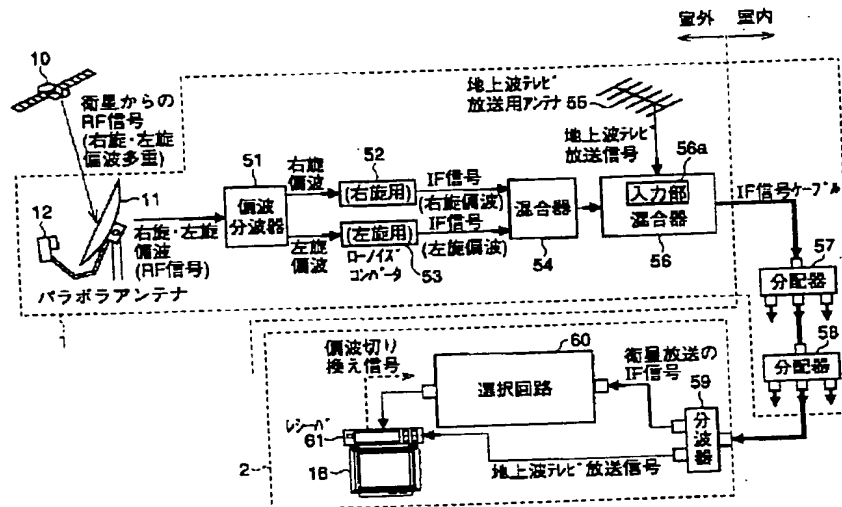 室外
室内
10
衛星からの
RF信号
(右旋・左旋
偏波多重)
地上波テレビ
放送用アンテナ
55
地上波テレビ
放送信号
11
12
右旋・左旋
偏波
(RF信号)
パラボラアンテナ
1
51
偏波
分波器
右旋
偏波
左旋
偏波
52
(右旋用)
(左旋用)
ローノイズ
コンバータ
53
IF信号
(右旋偏波)
IF信号
(左旋偏波)
混合器
54
56a
入力部
混合器
56
IF信号ケーブル
57
分配器
58
分配器
偏波切り
換え信号
60
選択回路
衛星放送の
IF信号
59
分波器
レシーバ
61
16
2
地上波テレビ放送信号